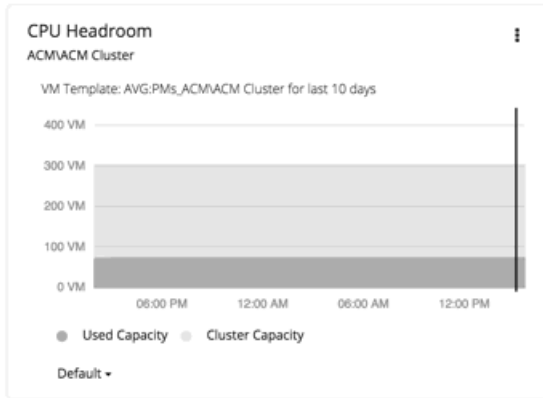 CPU Headroom
ACM\ACM Cluster
VM Template: AVG:PMs_ACM\ACM Cluster for last 10 days
400 VM
300 VM
200 VM
100 VM
0 VM
06:00 PM 12:00 AM 06:00 AM 12:00 PM
Used Capacity Cluster Capacity
Default